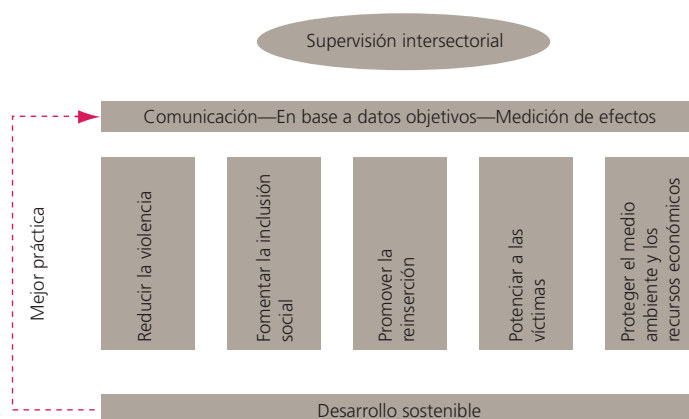 Supervisión intersectorial
Comunicación—En base a datos objetivos—Medición de efectos
Mejor práctica
Reducir la violencia
Fomentar la inclusión
social
Promover la
reinserción
Potenciar a las
víctimas
Proteger el medio
ambiente y los
recursos económicos
Desarrollo sostenible